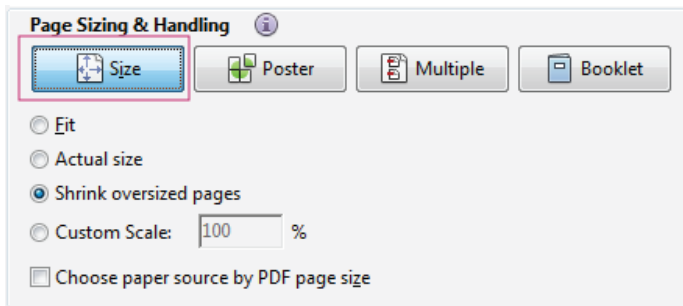 Page Sizing & Handling
Size Poster Multiple Booklet
Fit
Actual size
Shrink oversized pages
Custom Scale: 100 %
Choose paper source by PDF page size